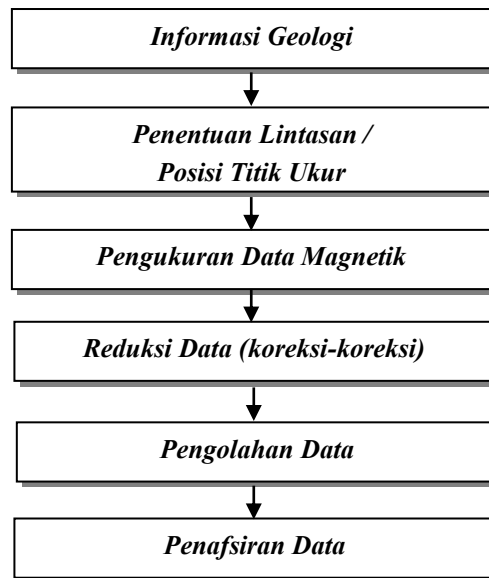 Informasi Geologi
Penentuan Lintasan /
Posisi Titik Ukur
Pengukuran Data Magnetik
Reduksi Data (koreksi-koreksi)
Pengolahan Data
Penafsiran Data